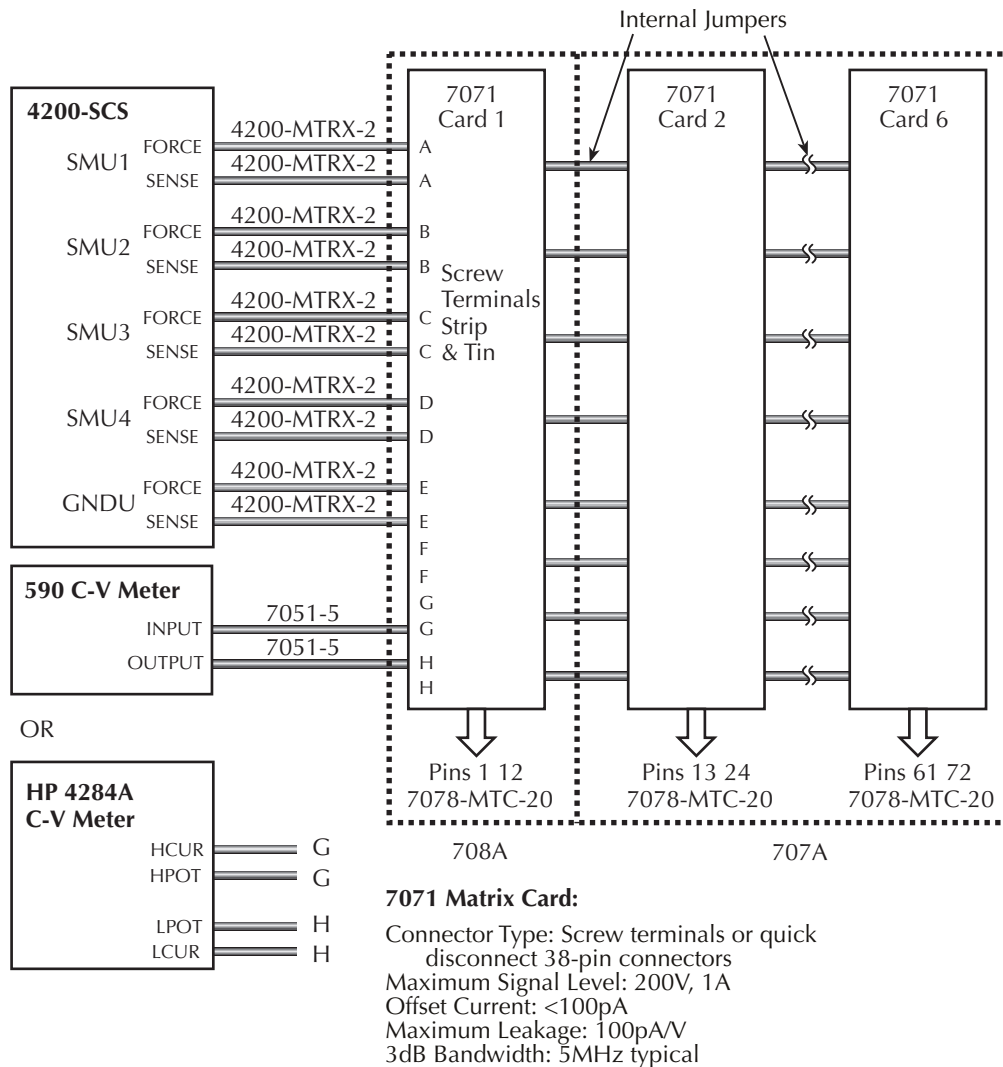 Internal Jumpers
4200-SCS
SMU1
FORCE
4200-MTRX-2
A
SENSE
4200-MTRX-2
A
SMU2
FORCE
4200-MTRX-2
B
SENSE
4200-MTRX-2
B
SMU3
FORCE
4200-MTRX-2
C
SENSE
4200-MTRX-2
C
SMU4
FORCE
4200-MTRX-2
D
SENSE
4200-MTRX-2
D
GNDU
FORCE
4200-MTRX-2
E
SENSE
4200-MTRX-2
E
F
F
G
G
H
H
7071
Card 1
Screw
Terminals
Strip
& Tin
7071
Card 2
7071
Card 6
590 C-V Meter
INPUT
7051-5
OUTPUT
7051-5
OR
Pins 1 12
7078-MTC-20
Pins 13 24
7078-MTC-20
Pins 61 72
7078-MTC-20
708A
707A
HP 4284A
C-V Meter
HCUR
G
HPOT
G
LPOT
H
LCUR
H
7071 Matrix Card:
Connector Type: Screw terminals or quick
disconnect 38-pin connectors
Maximum Signal Level: 200V, 1A
Offset Current: <100pA
Maximum Leakage: 100pA/V
3dB Bandwidth: 5MHz typical